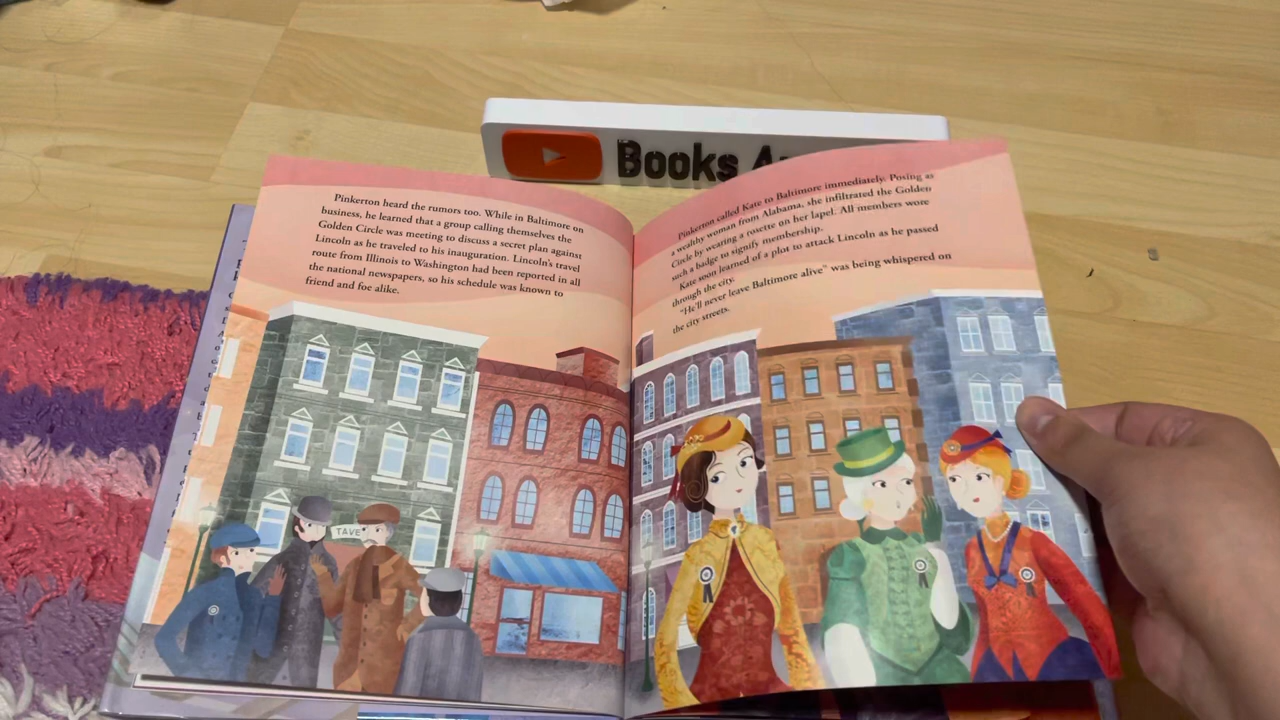 Books
Pinkerton heard the rumors too. While in Baltimore on
business, he learned that a group calling themselves the
Golden Circle was meeting to discuss a secret plan against
Lincoln as he traveled to his inauguration. Lincoln's travel
route from Illinois to Washington had been reported in all
the national newspapers, so his schedule was known to
friend and foe alike.
TAVE
Pinkerton called Kate to Baltimore immediately. Posing as
a wealthy woman from Alabama, she infiltrated the Golden
Circle by wearing a rosette on her lapel. All members wore
such a badge to signify membership.
Kate soon learned of a plot to attack Lincoln as he passed
through the city.
"He'll never leave Baltimore alive" was being whispered on
the city streets.